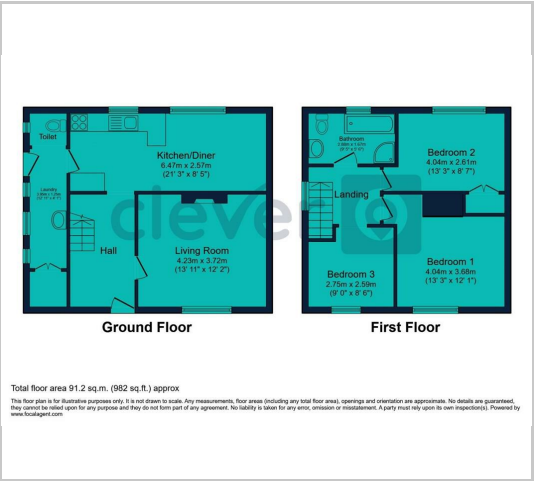 Toilet
Kitchen/Diner
6.47m x 2.57m
(21' 3" x 8' 5")
Laundry
Hall
Living Room
4.23m x 3.72m
(13' 11" x 12' 2")
Ground Floor
Bathroom
Bedroom 2
4.04m x 2.61m
(13' 3" x 8' 7")
Landing
Bedroom 3
2.75m x 2.59m
(9' 0" x 8' 6")
Bedroom 1
4.04m x 3.68m
(13' 3" x 12' 1")
First Floor
clever
Total floor area 91.2 sq.m. (982 sq.ft.) approx
This floor plan is for illustrative purposes only. It is not drawn to scale. Any measurements, floor areas (including any total floor area), openings and orientation are approximate. No details are guaranteed,
they cannot be relied upon for any purpose and they do not form part of any agreement. No liability is taken for any error, omission or misstatement. A party must rely upon its own inspection(s). Powered by
www.focalagent.com